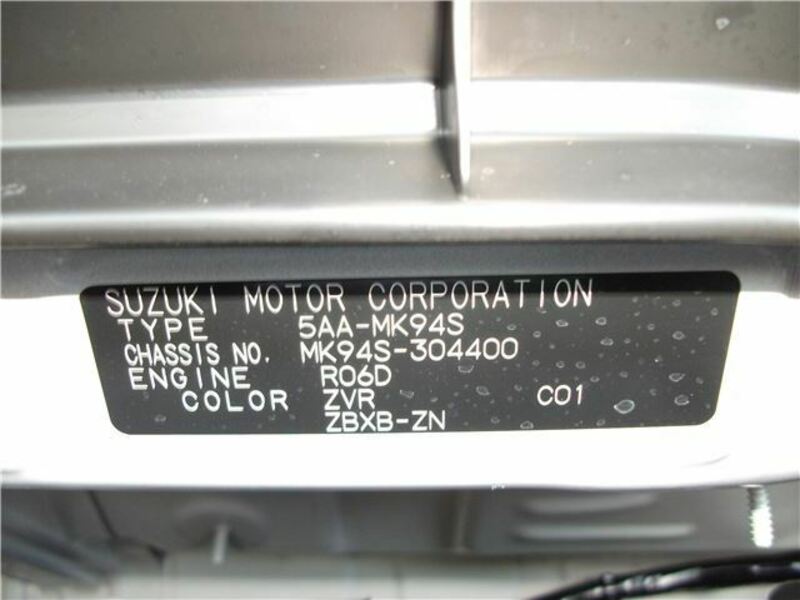 SUZUKI MOTOR CORPORATION
TYPE 5AA-MK94S
CHASSIS NO. MK94S-304400
ENGINE R06D
COLOR ZVR C01
ZBXB-ZN